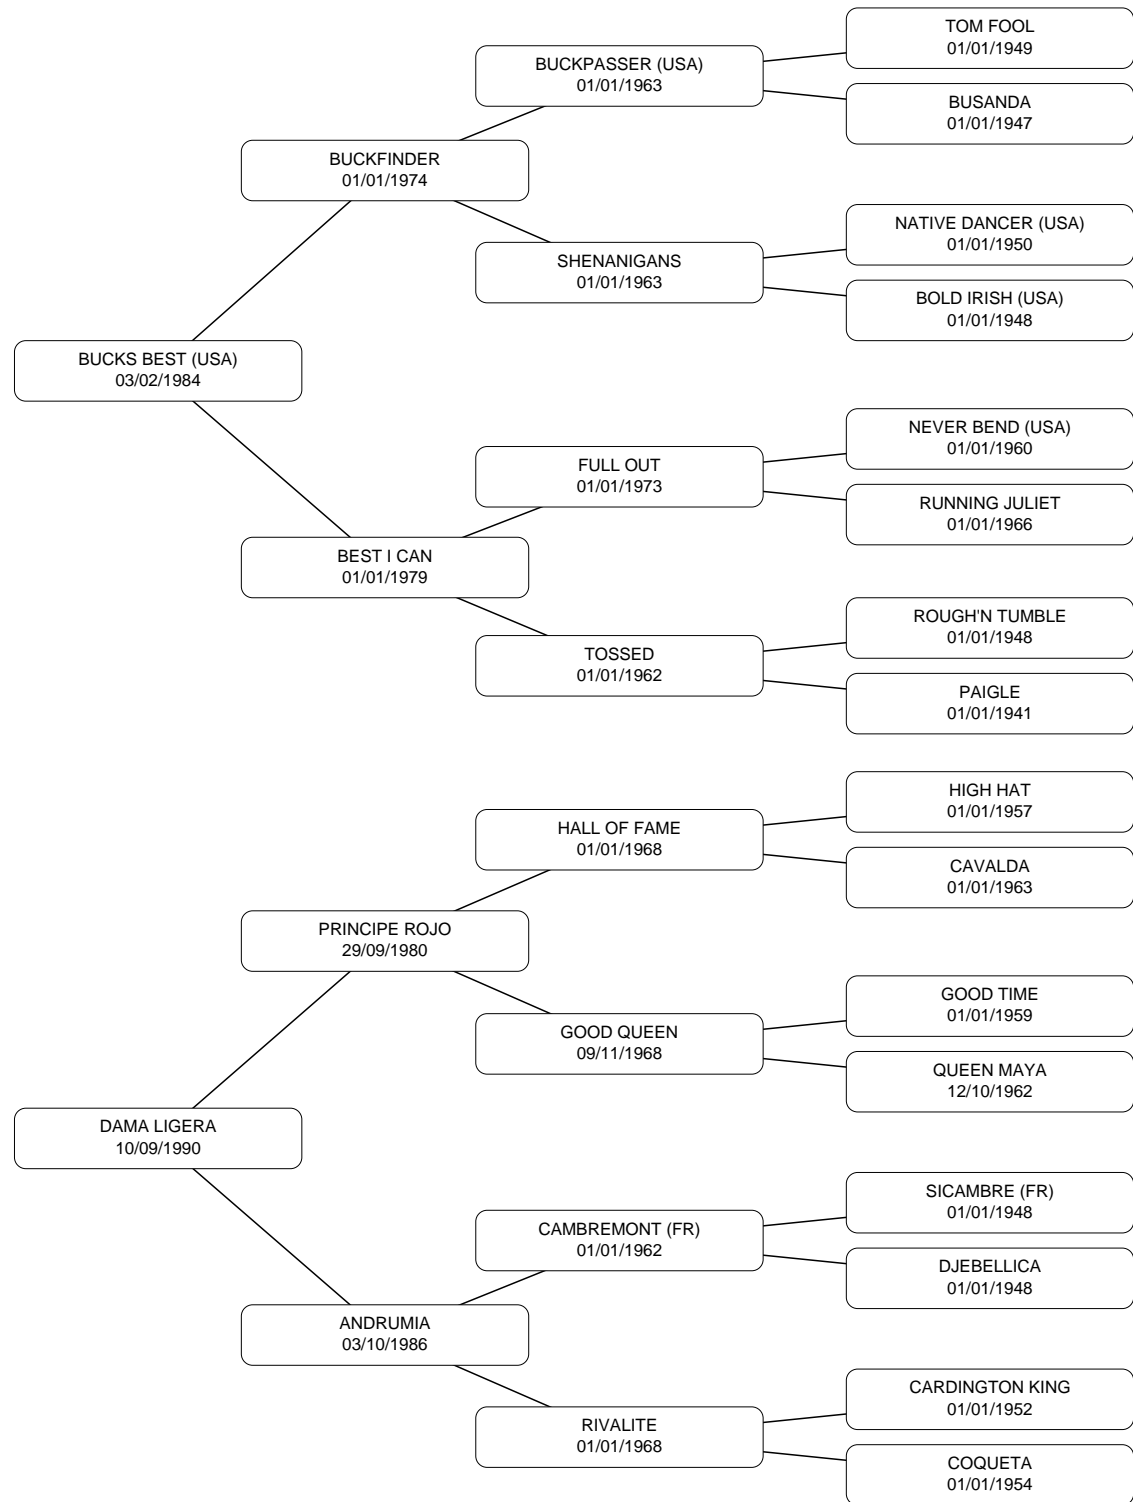 TOM FOOL
01/01/1949
BUCKPASSER (USA)
01/01/1963
BUSANDA
01/01/1947
BUCKFINDER
01/01/1974
NATIVE DANCER (USA)
01/01/1950
SHENANIGANS
01/01/1963
BOLD IRISH (USA)
01/01/1948
BUCKS BEST (USA)
03/02/1984
NEVER BEND (USA)
01/01/1960
FULL OUT
01/01/1973
RUNNING JULIET
01/01/1966
BEST I CAN
01/01/1979
ROUGH'N TUMBLE
01/01/1948
TOSSED
01/01/1962
PAIGLE
01/01/1941
HIGH HAT
01/01/1957
HALL OF FAME
01/01/1968
CAVALDA
01/01/1963
PRINCIPE ROJO
29/09/1980
GOOD TIME
01/01/1959
GOOD QUEEN
09/11/1968
QUEEN MAYA
12/10/1962
DAMA LIGERA
10/09/1990
SICAMBRE (FR)
01/01/1948
CAMBREMONT (FR)
01/01/1962
DJEBELLICA
01/01/1948
ANDRUMIA
03/10/1986
CARDINGTON KING
01/01/1952
RIVALITE
01/01/1968
COQUETA
01/01/1954